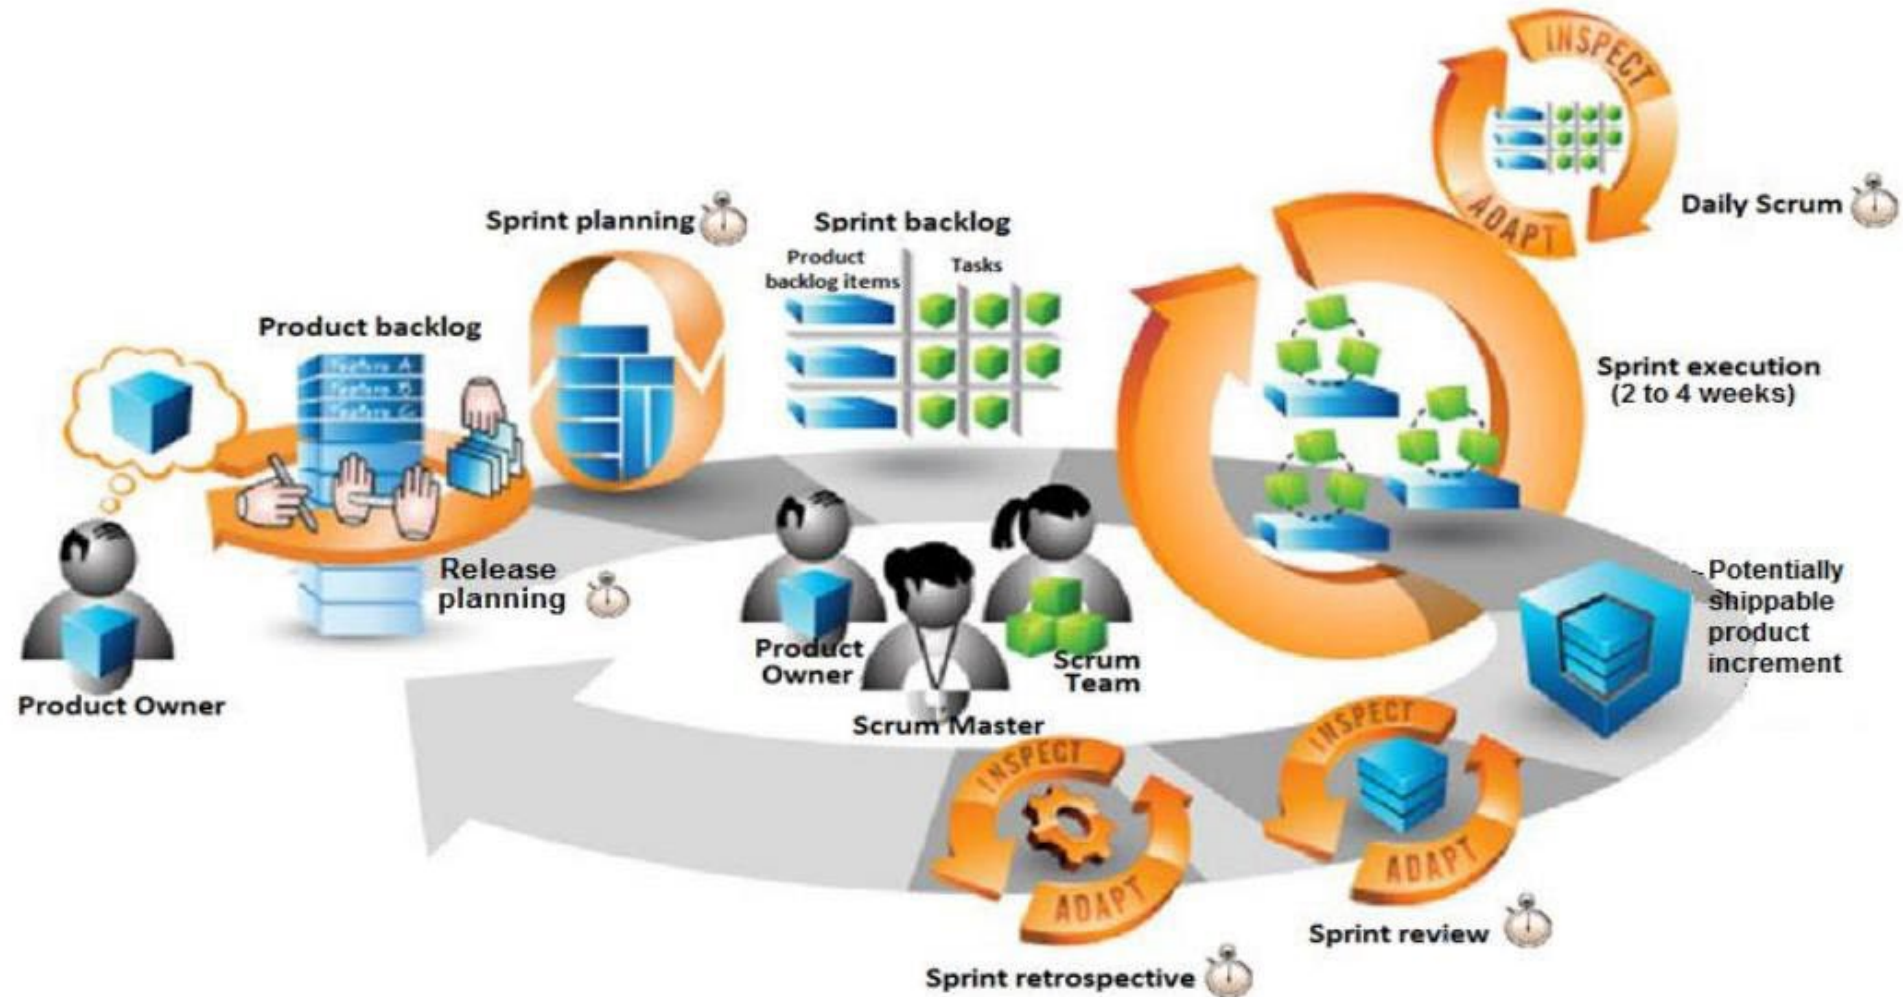 INSPECT
ADAPT
Daily Scrum
Sprint planning
Sprint backlog
Product
backlog items
Tasks
Product backlog
Feature A
Feature B
Feature C
Sprint execution
(2 to 4 weeks)
Release
planning
Product Owner
Product
Owner
Scrum Master
Scrum
Team
Potentially
shippable
product
increment
INSPECT
ADAPT
Sprint review
INSPECT
ADAPT
Sprint retrospective